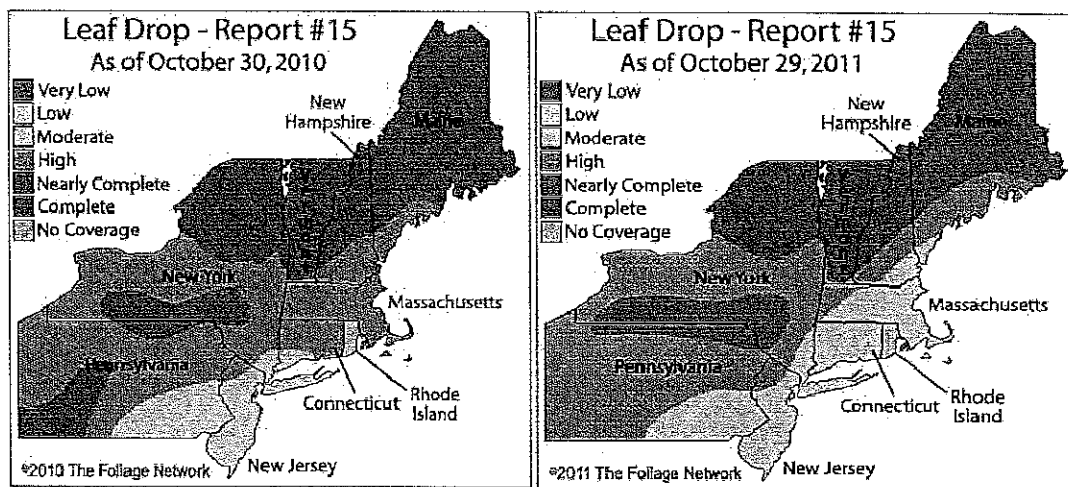 Leaf Drop - Report #15
As of October 30, 2010
Very Low
Low
Moderate
High
Nearly Complete
Complete
No Coverage
New
Hampshire
Maine
New York
Massachusetts
Pennsylvania
Connecticut
Rhode
Island
New Jersey
©2010 The Foliage Network
Leaf Drop - Report #15
As of October 29, 2011
Very Low
Low
Moderate
High
Nearly Complete
Complete
No Coverage
New
Hampshire
Maine
New York
Massachusetts
Pennsylvania
Connecticut
Rhode
Island
New Jersey
©2011 The Foliage Network